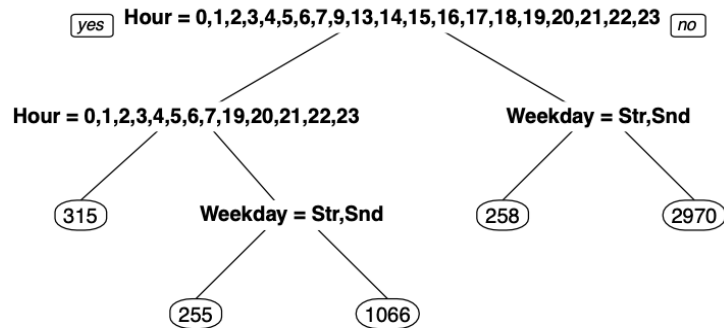 yes Hour = 0,1,2,3,4,5,6,7,9,13,14,15,16,17,18,19,20,21,22,23 no
Hour = 0,1,2,3,4,5,6,7,19,20,21,22,23 Weekday = Str,Snd
315 Weekday = Str,Snd 258 2970
255 1066